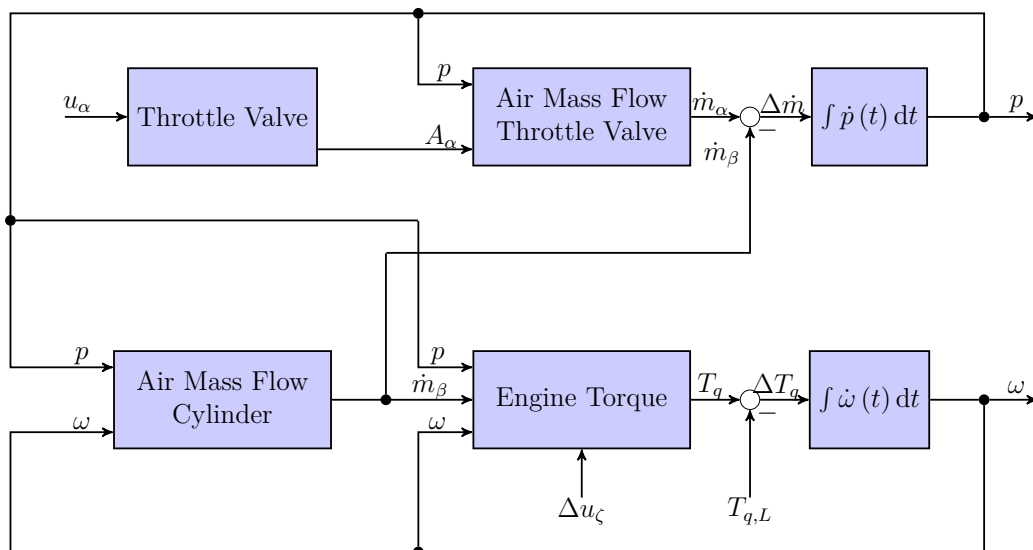 p
u_α
Throttle Valve
A_α
Air Mass Flow
Throttle Valve
ṁ_α
Δṁ
−
ṁ_β
∫ ṗ (t) dt
p
p
ω
Air Mass Flow
Cylinder
p
ṁ_β
ω
Engine Torque
Δu_ζ
T_q
ΔT_q
−
T_{q,L}
∫ ω̇ (t) dt
ω